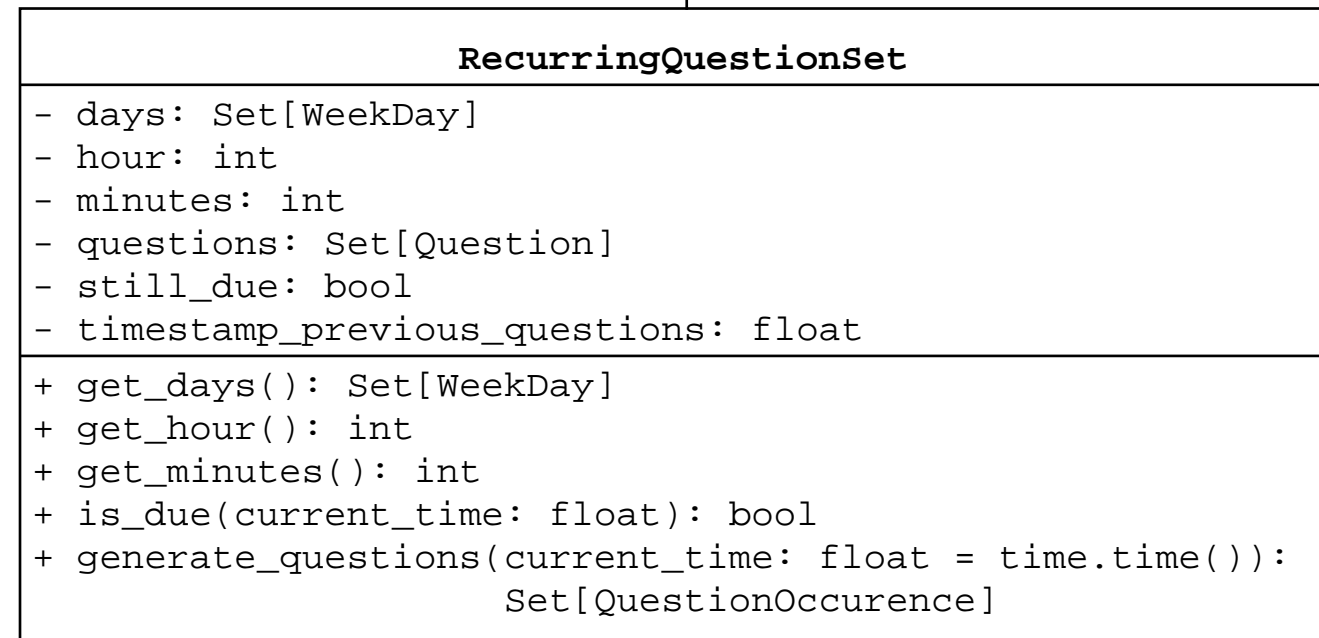 RecurringQuestionSet
- days: Set[WeekDay]
- hour: int
- minutes: int
- questions: Set[Question]
- still_due: bool
- timestamp_previous_questions: float
+ get_days(): Set[WeekDay]
+ get_hour(): int
+ get_minutes(): int
+ is_due(current_time: float): bool
+ generate_questions(current_time: float = time.time()):
Set[QuestionOccurence]